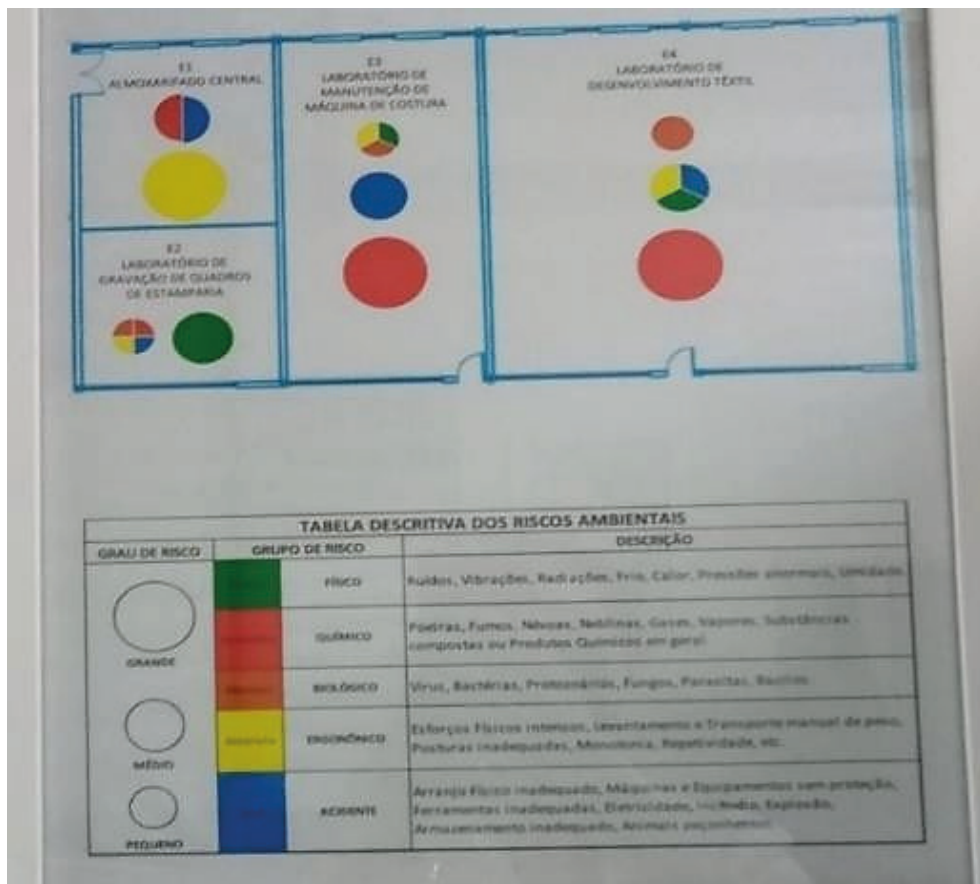 E1
ALMOXARIFADO CENTRAL
E3
LABORATÓRIO DE
MANUTENÇÃO DE
MÁQUINA DE COSTURA
E4
LABORATÓRIO DE
DESENVOLVIMENTO TÊXTIL
E2
LABORATÓRIO DE
GRAVAÇÃO DE QUADROS
DE ESTAMPARIA
TABELA DESCRITIVA DOS RISCOS AMBIENTAIS
GRAU DE RISCO
GRUPO DE RISCO
DESCRIÇÃO
FÍSICO
Ruídos, Vibrações, Radiações, Frio, Calor, Pressões anormais, Umidade
QUÍMICO
Poeiras, Fumos, Névoas, Neblinas, Gases, Vapores, Substâncias
compostas ou Produtos Químicos em geral
GRANDE
BIOLÓGICO
Vírus, Bactérias, Protozoários, Fungos, Parasitas, Bacilos
ERGONÔMICO
Esforços Físicos intensos, Levantamento e Transporte manual de peso,
Posturas inadequadas, Monotonia, Repetividade, etc.
MÉDIO
ACIDENTE
Arranjo Físico inadequado, Máquinas e Equipamentos sem proteção,
Ferramentas inadequadas, Eletricidade, Incêndio, Explosão,
Armazenamento inadequado, Animais peçonhentos
PEQUENO